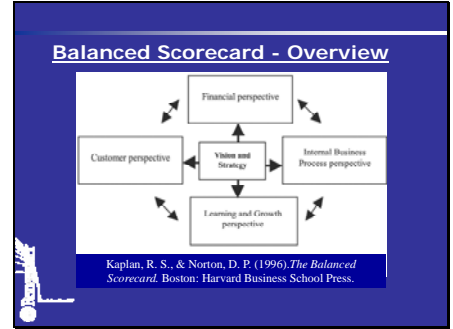 Balanced Scorecard - Overview
Financial perspective
Customer perspective
Vision and
Strategy
Internal Business
Process perspective
Learning and Growth
perspective
Kaplan, R. S., & Norton, D. P. (1996).The Balanced
Scorecard. Boston: Harvard Business School Press.